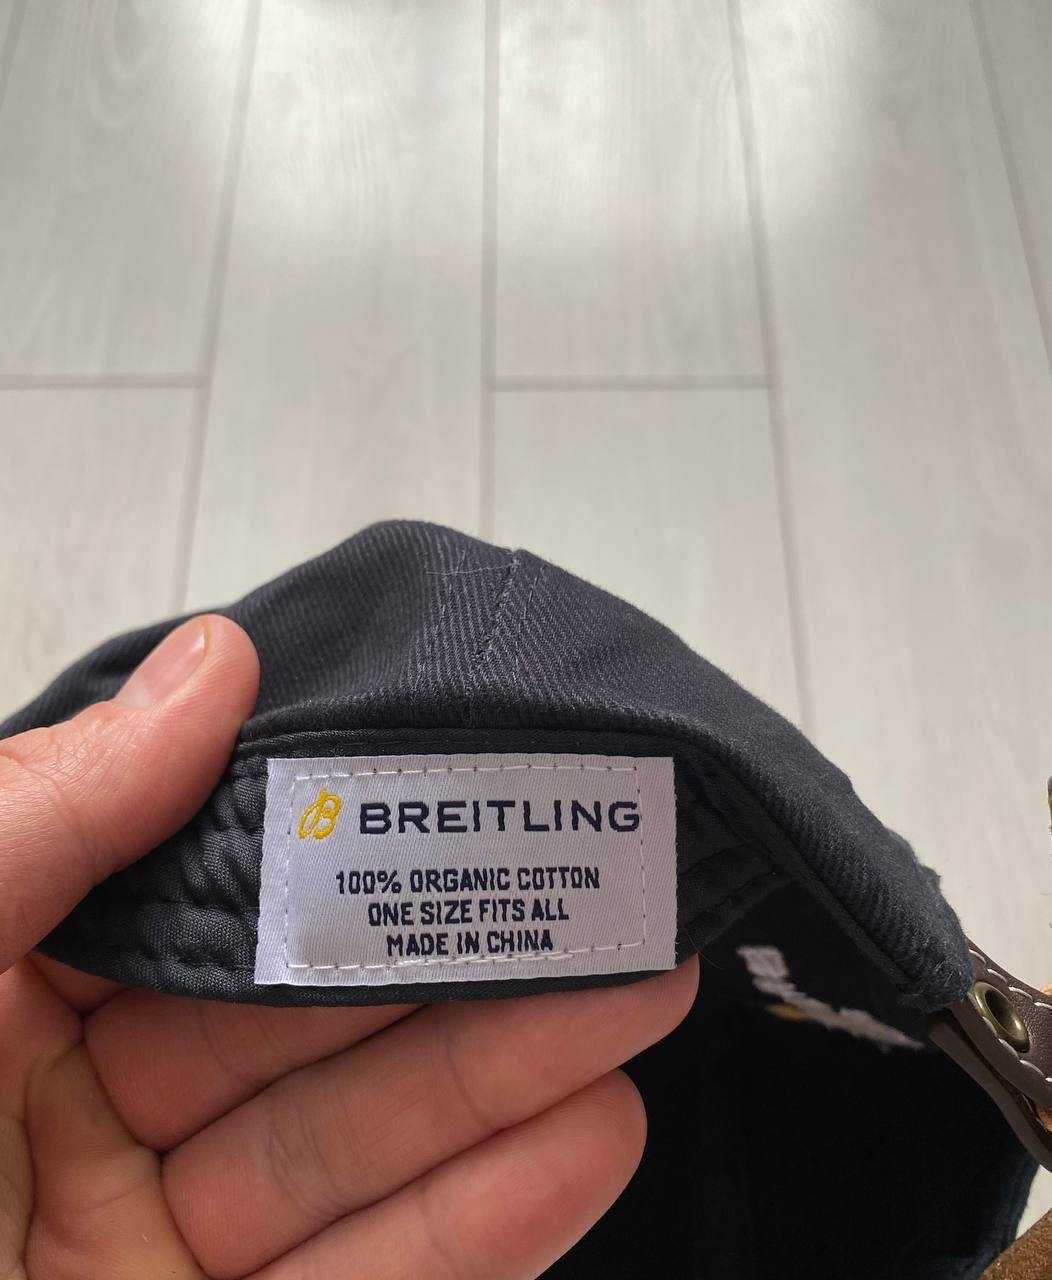 B BREITLING
100% ORGANIC COTTON
ONE SIZE FITS ALL
MADE IN CHINA